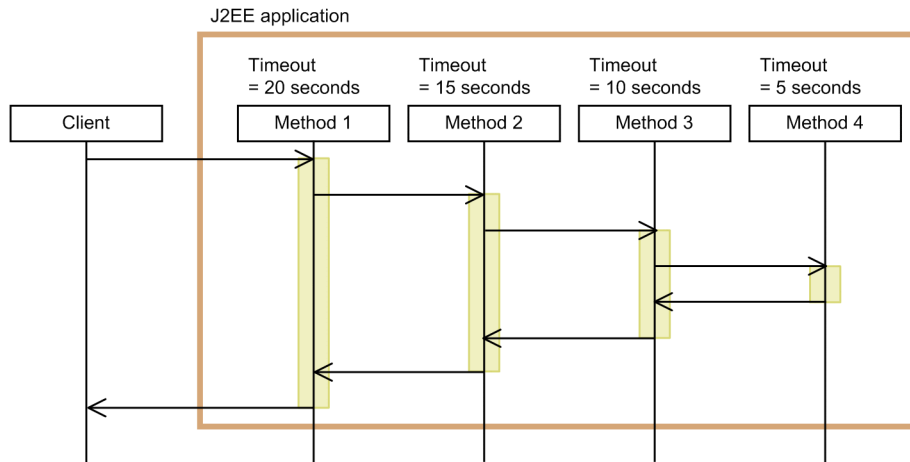 J2EE application
Timeout
= 20 seconds
Timeout
= 15 seconds
Timeout
= 10 seconds
Timeout
= 5 seconds
Client
Method 1
Method 2
Method 3
Method 4